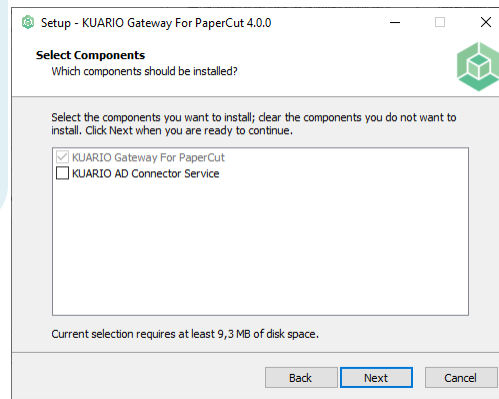 Setup - KUARIO Gateway For PaperCut 4.0.0
Select Components
Which components should be installed?
Select the components you want to install; clear the components you do not want to
install. Click Next when you are ready to continue.
KUARIO Gateway For PaperCut
KUARIO AD Connector Service
Current selection requires at least 9,3 MB of disk space.
Back Next Cancel